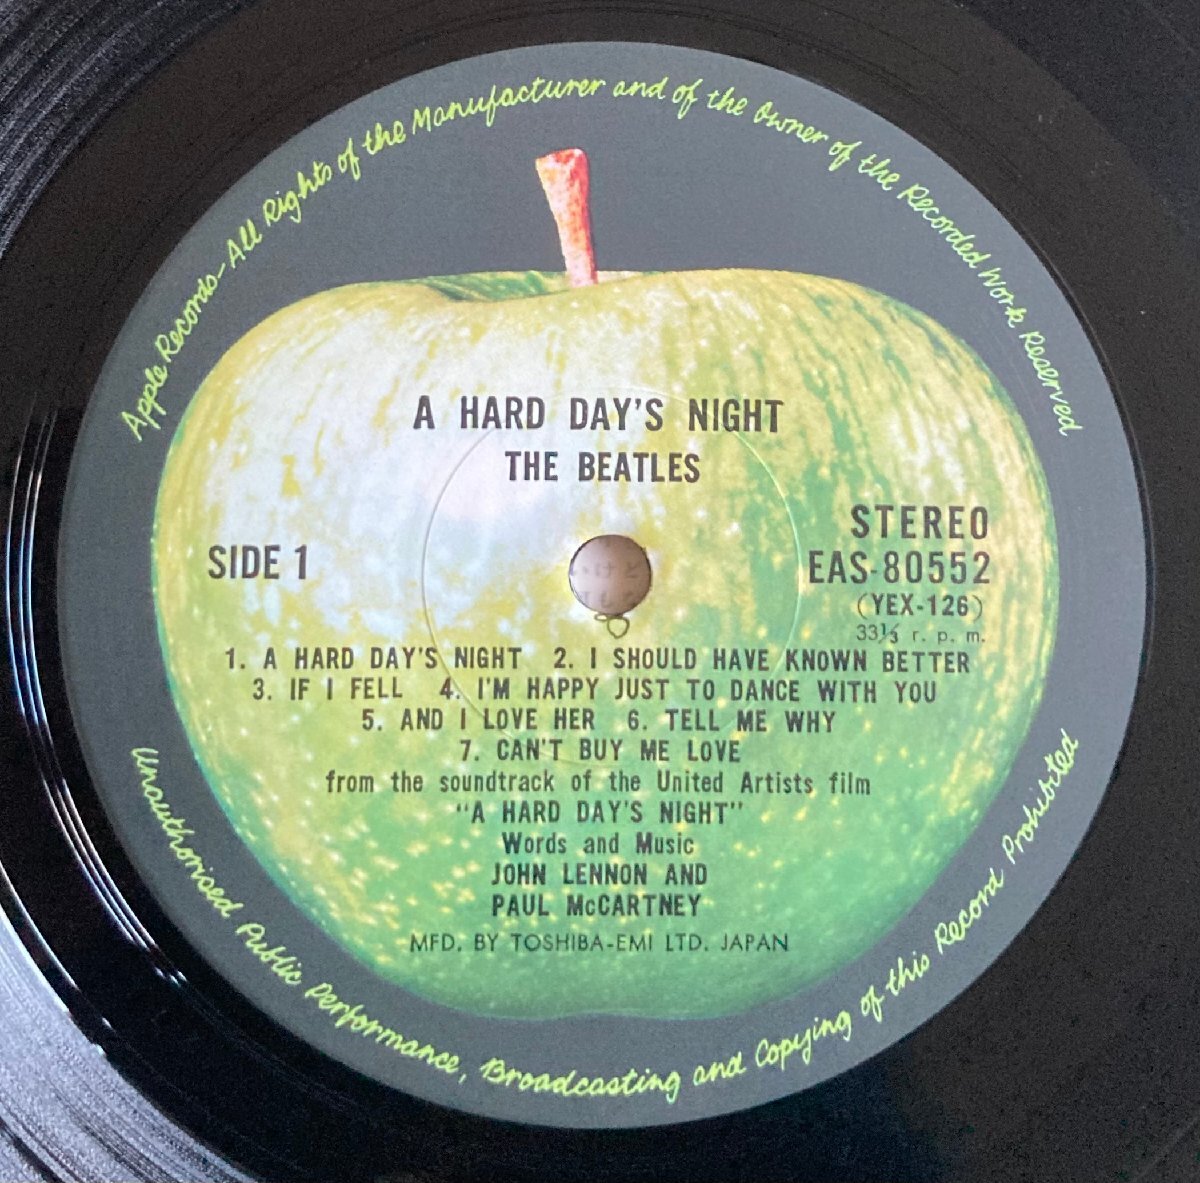 Apple Records-All Rights of the Manufacturer and of the Owner of the Recorded Work Reserved
A HARD DAY'S NIGHT
THE BEATLES
SIDE 1
STEREO
EAS-80552
(YEX-126)
33⅓ r. p. m.
1. A HARD DAY'S NIGHT 2. I SHOULD HAVE KNOWN BETTER
3. IF I FELL 4. I'M HAPPY JUST TO DANCE WITH YOU
5. AND I LOVE HER 6. TELL ME WHY
7. CAN'T BUY ME LOVE
from the soundtrack of the United Artists film
"A HARD DAY'S NIGHT"
Words and Music
JOHN LENNON AND
PAUL McCARTNEY
MFD. BY TOSHIBA-EMI LTD. JAPAN
Unauthorised Public Performance, Broadcasting and Copying of this Record Prohibited